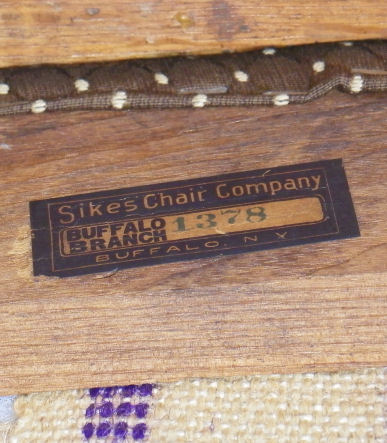 Sikes Chair Company
BUFFALO BRANCH 1378
BUFFALO, N.Y.